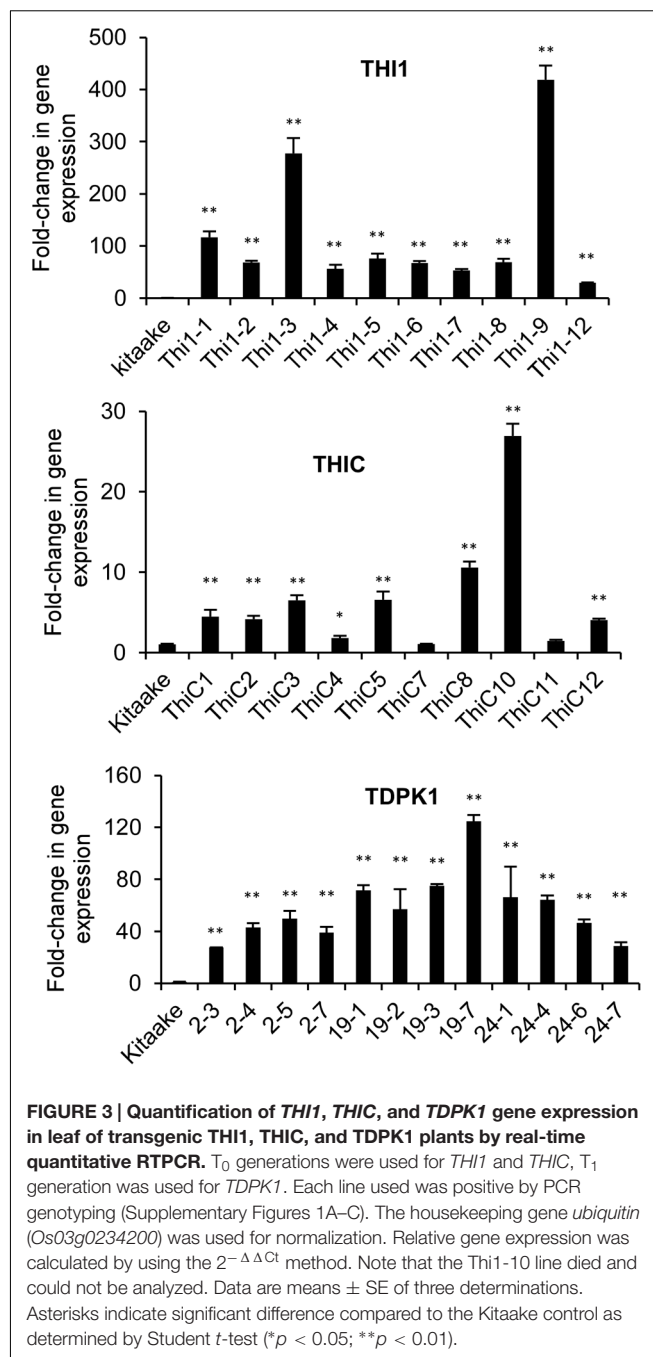 THI1
Fold-change in gene
expression
500
400
300
200
100
0
** ** ** ** ** ** ** ** ** **
kitaake Thi1-1 Thi1-2 Thi1-3 Thi1-4 Thi1-5 Thi1-6 Thi1-7 Thi1-8 Thi1-9 Thi1-12
THIC
Fold-change in gene
expression
30
20
10
0
** ** ** * ** ** ** **
Kitaake ThiC1 ThiC2 ThiC3 ThiC4 ThiC5 ThiC7 ThiC8 ThiC10 ThiC11 ThiC12
TDPK1
Fold-change in gene
expression
160
120
80
40
0
** ** ** ** ** ** ** ** ** ** ** **
Kitaake 2-3 2-4 2-5 2-7 19-1 19-2 19-3 19-7 24-1 24-4 24-6 24-7
FIGURE 3 | Quantification of THI1, THIC, and TDPK1 gene expression
in leaf of transgenic THI1, THIC, and TDPK1 plants by real-time
quantitative RTPCR. T0 generations were used for THI1 and THIC, T1
generation was used for TDPK1. Each line used was positive by PCR
genotyping (Supplementary Figures 1A–C). The housekeeping gene ubiquitin
(Os03g0234200) was used for normalization. Relative gene expression was
calculated by using the 2−ΔΔCt method. Note that the Thi1-10 line died and
could not be analyzed. Data are means ± SE of three determinations.
Asterisks indicate significant difference compared to the Kitaake control as
determined by Student t-test (*p < 0.05; **p < 0.01).